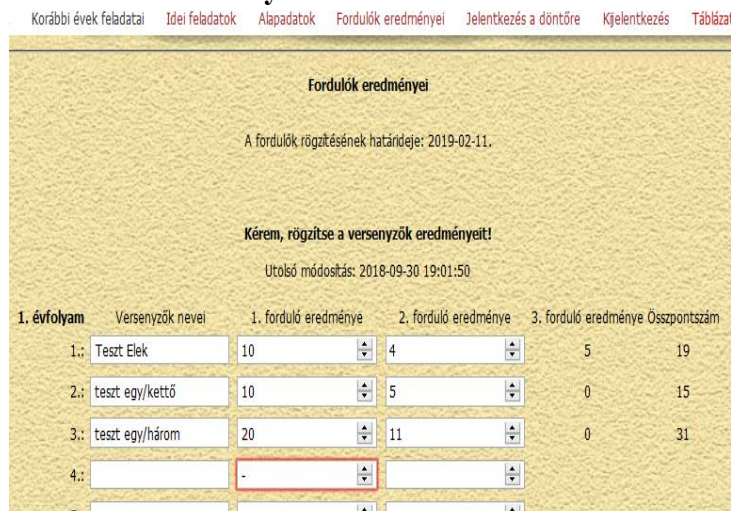 Korábbi évek feladatai Idei feladatok Alapadatok Fordulók eredményei Jelentkezés a döntőre Kijelentkezés Táblázat
Fordulók eredményei
A fordulók rögzítésének határideje: 2019-02-11.
Kérem, rögzítse a versenyzők eredményeit!
Utolsó módosítás: 2018-09-30 19:01:50
1. évfolyam Versenyzők nevei 1. forduló eredménye 2. forduló eredménye 3. forduló eredménye Összpontszám
1.: Teszt Elek 10 4 5 19
2.: teszt egy/kettő 10 5 0 15
3.: teszt egy/három 20 11 0 31
4.: -